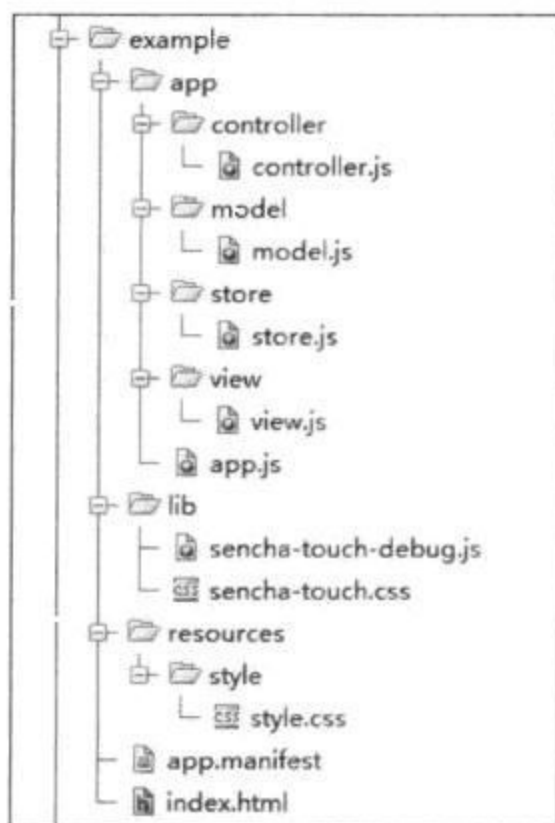 example
app
controller
controller.js
model
model.js
store
store.js
view
view.js
app.js
lib
sencha-touch-debug.js
sencha-touch.css
resources
style
style.css
app.manifest
index.html